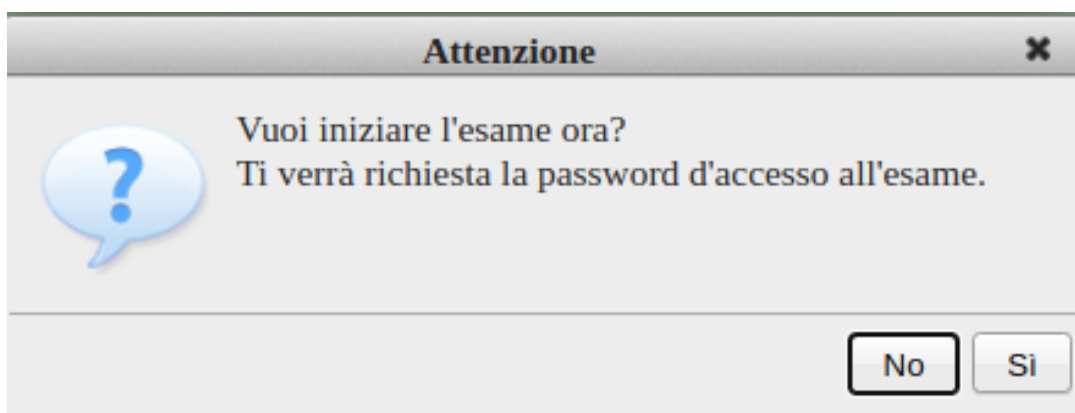 Attenzione
Vuoi iniziare l'esame ora?
Ti verrà richiesta la password d'accesso all'esame.
No
Sì